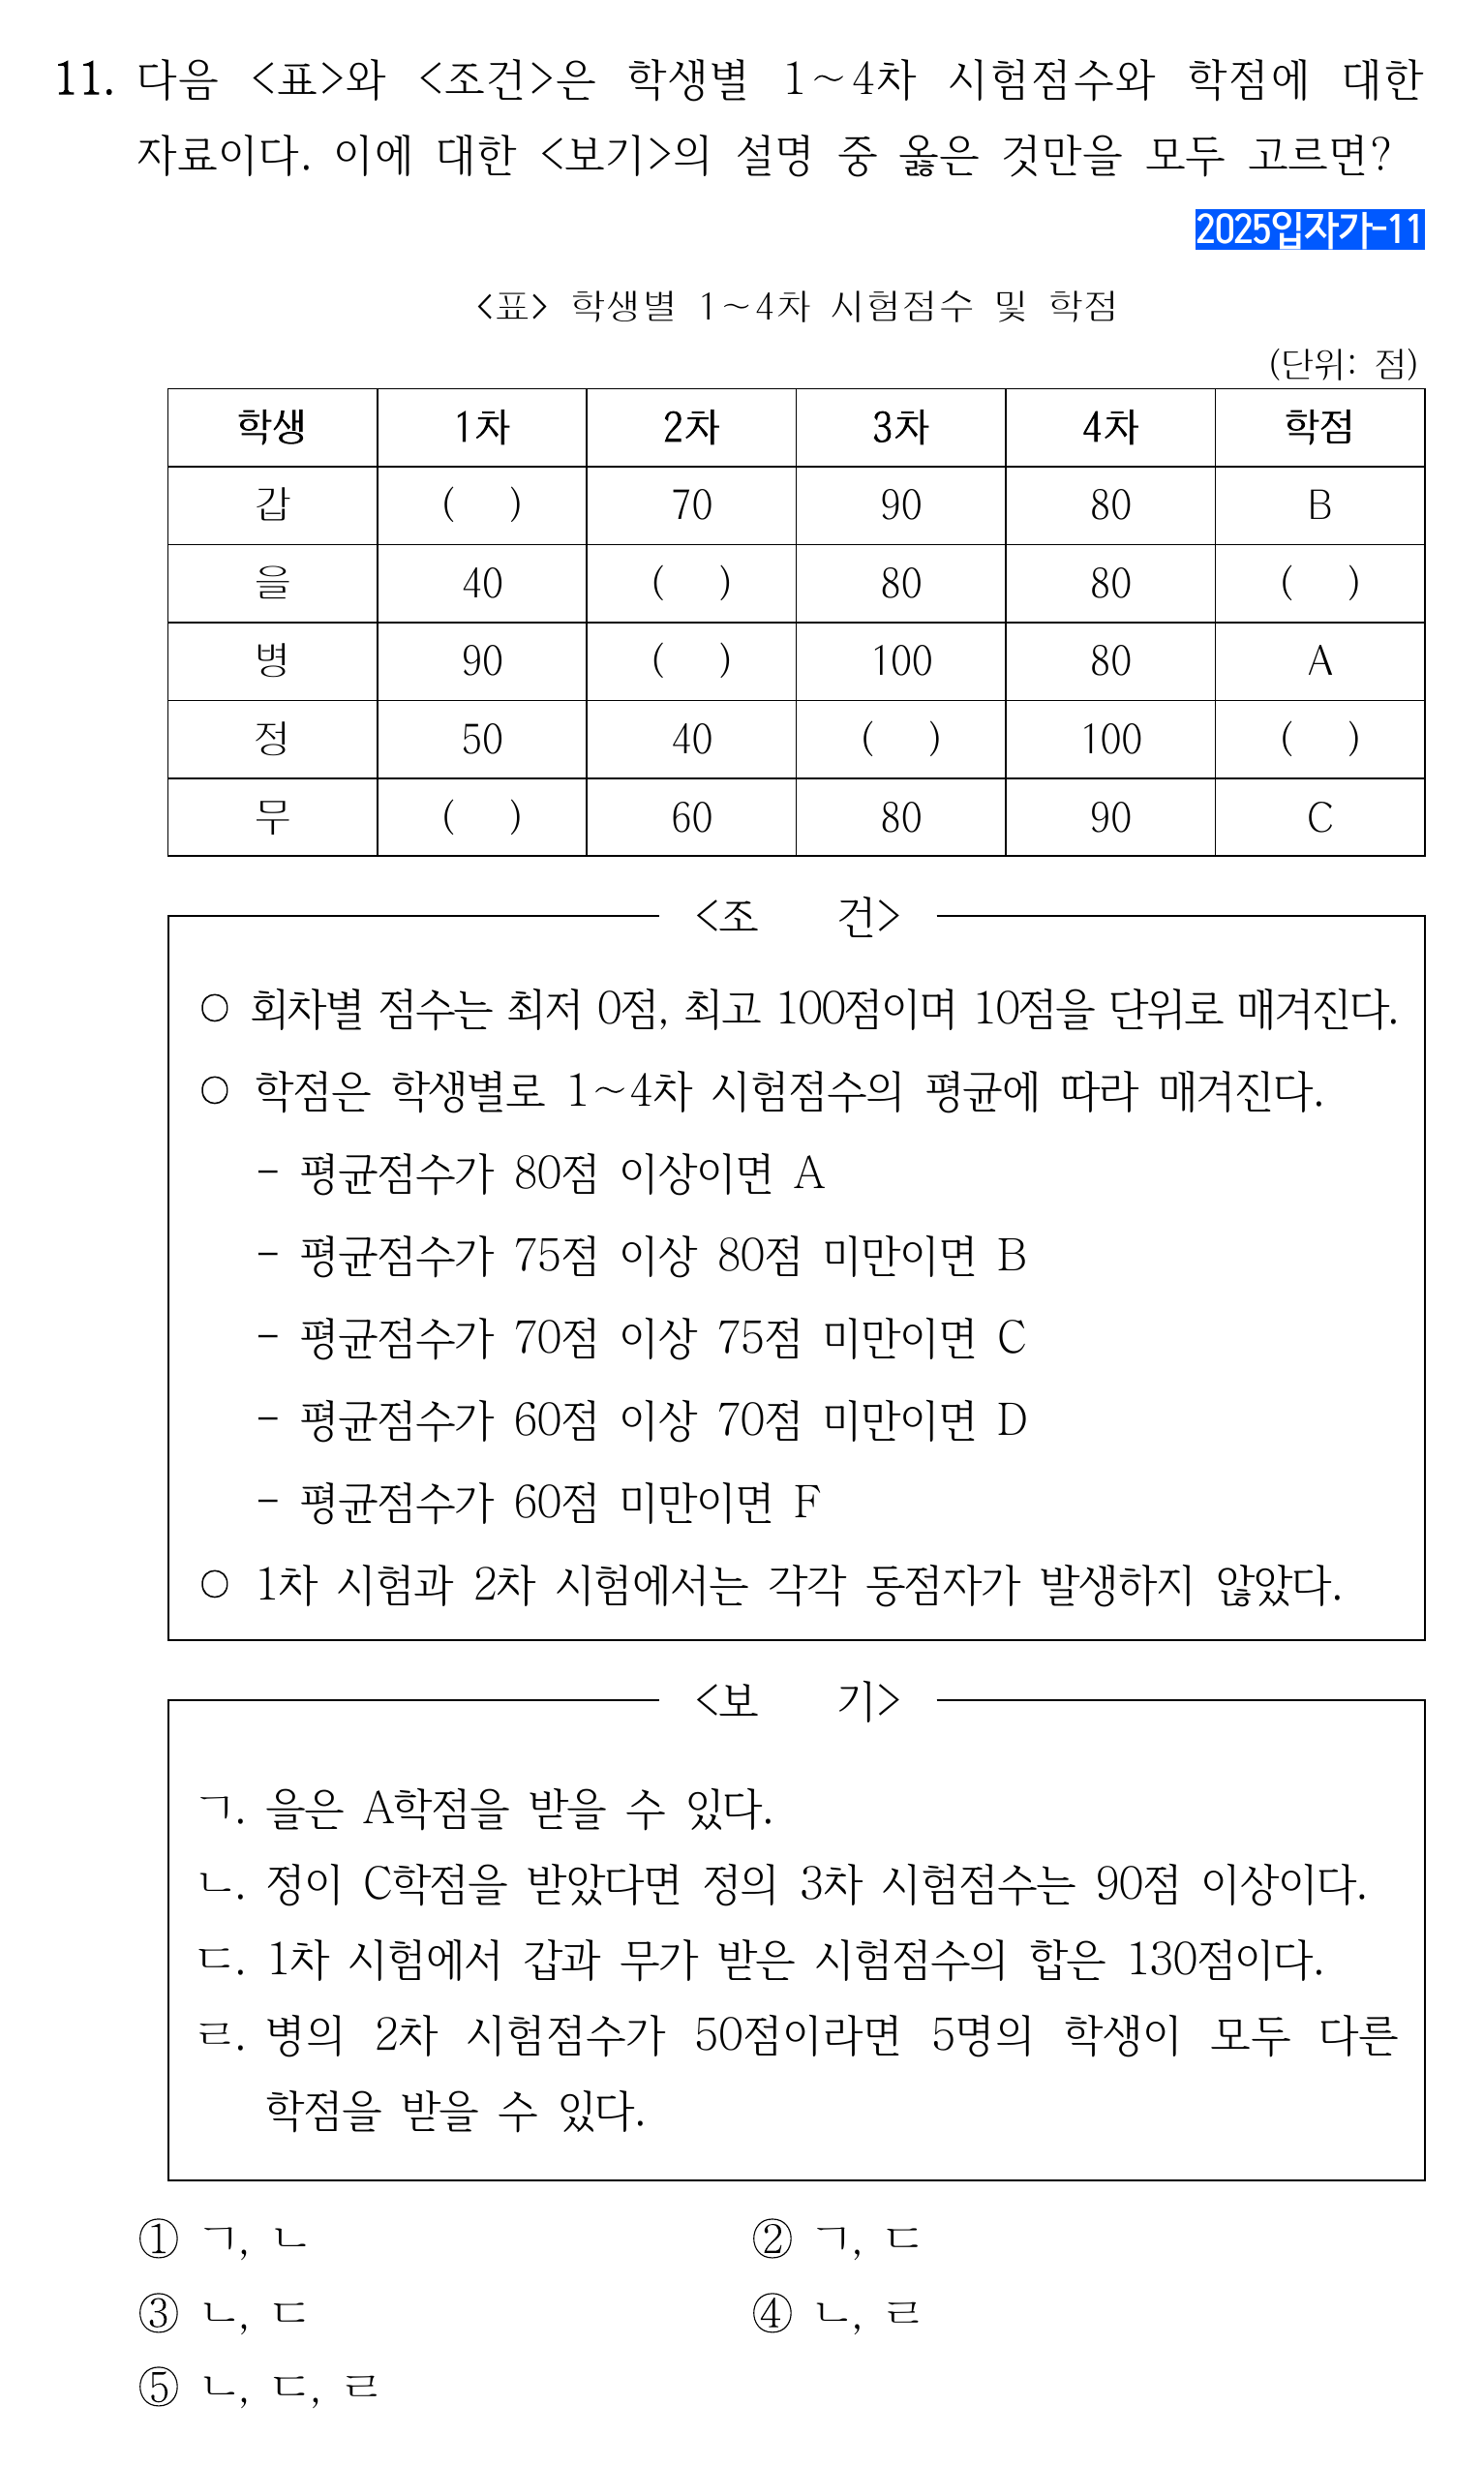 11. 다음 <표>와 <조건>은 학생별 1~4차 시험점수와 학점에 대한
자료이다. 이에 대한 <보기>의 설명 중 옳은 것만을 모두 고르면?
2025입자가-11
<표> 학생별 1~4차 시험점수 및 학점
(단위: 점)
학생 1차 2차 3차 4차 학점
갑 ( ) 70 90 80 B
을 40 ( ) 80 80 ( )
병 90 ( ) 100 80 A
정 50 40 ( ) 100 ( )
무 ( ) 60 80 90 C
<조 건>
○ 회차별 점수는 최저 0점, 최고 100점이며 10점을 단위로 매겨진다.
○ 학점은 학생별로 1~4차 시험점수의 평균에 따라 매겨진다.
- 평균점수가 80점 이상이면 A
- 평균점수가 75점 이상 80점 미만이면 B
- 평균점수가 70점 이상 75점 미만이면 C
- 평균점수가 60점 이상 70점 미만이면 D
- 평균점수가 60점 미만이면 F
○ 1차 시험과 2차 시험에서는 각각 동점자가 발생하지 않았다.
<보 기>
ㄱ. 을은 A학점을 받을 수 있다.
ㄴ. 정이 C학점을 받았다면 정의 3차 시험점수는 90점 이상이다.
ㄷ. 1차 시험에서 갑과 무가 받은 시험점수의 합은 130점이다.
ㄹ. 병의 2차 시험점수가 50점이라면 5명의 학생이 모두 다른
학점을 받을 수 있다.
① ㄱ, ㄴ ② ㄱ, ㄷ
③ ㄴ, ㄷ ④ ㄴ, ㄹ
⑤ ㄴ, ㄷ, ㄹ